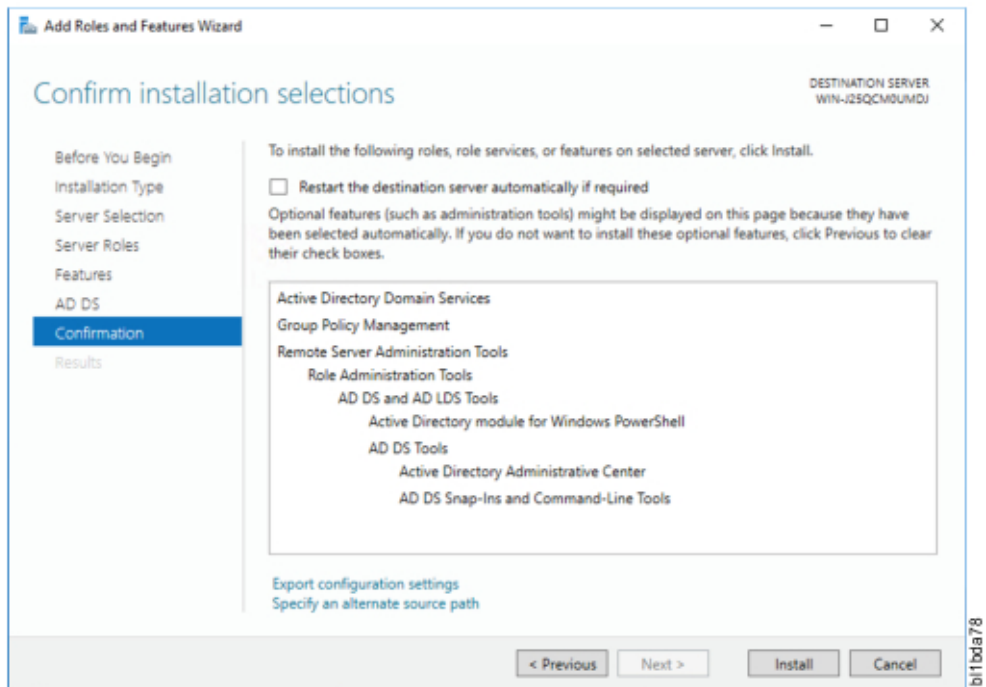 Add Roles and Features Wizard
Confirm installation selections
DESTINATION SERVER
WIN-J25QCM0UMDJ
Before You Begin
Installation Type
Server Selection
Server Roles
Features
AD DS
Confirmation
Results
To install the following roles, role services, or features on selected server, click Install.
Restart the destination server automatically if required
Optional features (such as administration tools) might be displayed on this page because they have
been selected automatically. If you do not want to install these optional features, click Previous to clear
their check boxes.
Active Directory Domain Services
Group Policy Management
Remote Server Administration Tools
Role Administration Tools
AD DS and AD LDS Tools
Active Directory module for Windows PowerShell
AD DS Tools
Active Directory Administrative Center
AD DS Snap-Ins and Command-Line Tools
Export configuration settings
Specify an alternate source path
< Previous
Next >
Install
Cancel
bl1bda78